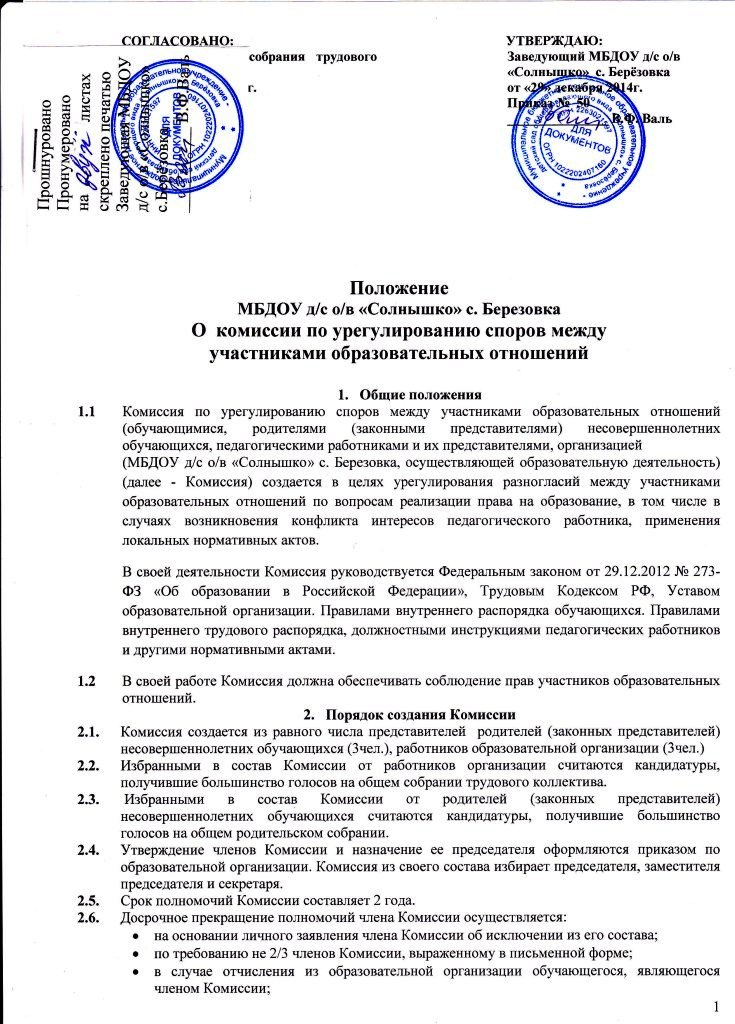 СОГЛАСОВАНО:
собрания трудового
г.
УТВЕРЖДАЮ:
Заведующий МБДОУ д/с о/в
«Солнышко» с. Берёзовка
от «29» декабря 2014г.
Приказ № 50
В.Ф. Валь
Прошнуровано
Пронумеровано
на двух листах
скреплено печатью
Заведующая МБДОУ
д/с о/в «Солнышко»
с.Берёзовка
В.Ф. Валь
ДЛЯ
ДОКУМЕНТОВ
ОГРН 1022202407160
Положение
МБДОУ д/с о/в «Солнышко» с. Березовка
О комиссии по урегулированию споров между
участниками образовательных отношений
1. Общие положения
1.1 Комиссия по урегулированию споров между участниками образовательных отношений
(обучающимися, родителями (законными представителями) несовершеннолетних
обучающихся, педагогическими работниками и их представителями, организацией
(МБДОУ д/с о/в «Солнышко» с. Березовка, осуществляющей образовательную деятельность)
(далее - Комиссия) создается в целях урегулирования разногласий между участниками
образовательных отношений по вопросам реализации права на образование, в том числе в
случаях возникновения конфликта интересов педагогического работника, применения
локальных нормативных актов.
В своей деятельности Комиссия руководствуется Федеральным законом от 29.12.2012 № 273-
ФЗ «Об образовании в Российской Федерации», Трудовым Кодексом РФ, Уставом
образовательной организации. Правилами внутреннего распорядка обучающихся. Правилами
внутреннего трудового распорядка, должностными инструкциями педагогических работников
и другими нормативными актами.
1.2 В своей работе Комиссия должна обеспечивать соблюдение прав участников образовательных
отношений.
2. Порядок создания Комиссии
2.1. Комиссия создается из равного числа представителей родителей (законных представителей)
несовершеннолетних обучающихся (3чел.), работников образовательной организации (3чел.)
2.2. Избранными в состав Комиссии от работников организации считаются кандидатуры,
получившие большинство голосов на общем собрании трудового коллектива.
2.3. Избранными в состав Комиссии от родителей (законных представителей)
несовершеннолетних обучающихся считаются кандидатуры, получившие большинство
голосов на общем родительском собрании.
2.4. Утверждение членов Комиссии и назначение ее председателя оформляются приказом по
образовательной организации. Комиссия из своего состава избирает председателя, заместителя
председателя и секретаря.
2.5. Срок полномочий Комиссии составляет 2 года.
2.6. Досрочное прекращение полномочий члена Комиссии осуществляется:
• на основании личного заявления члена Комиссии об исключении из его состава;
• по требованию не 2/3 членов Комиссии, выраженному в письменной форме;
• в случае отчисления из образовательной организации обучающегося, являющегося
членом Комиссии;
1